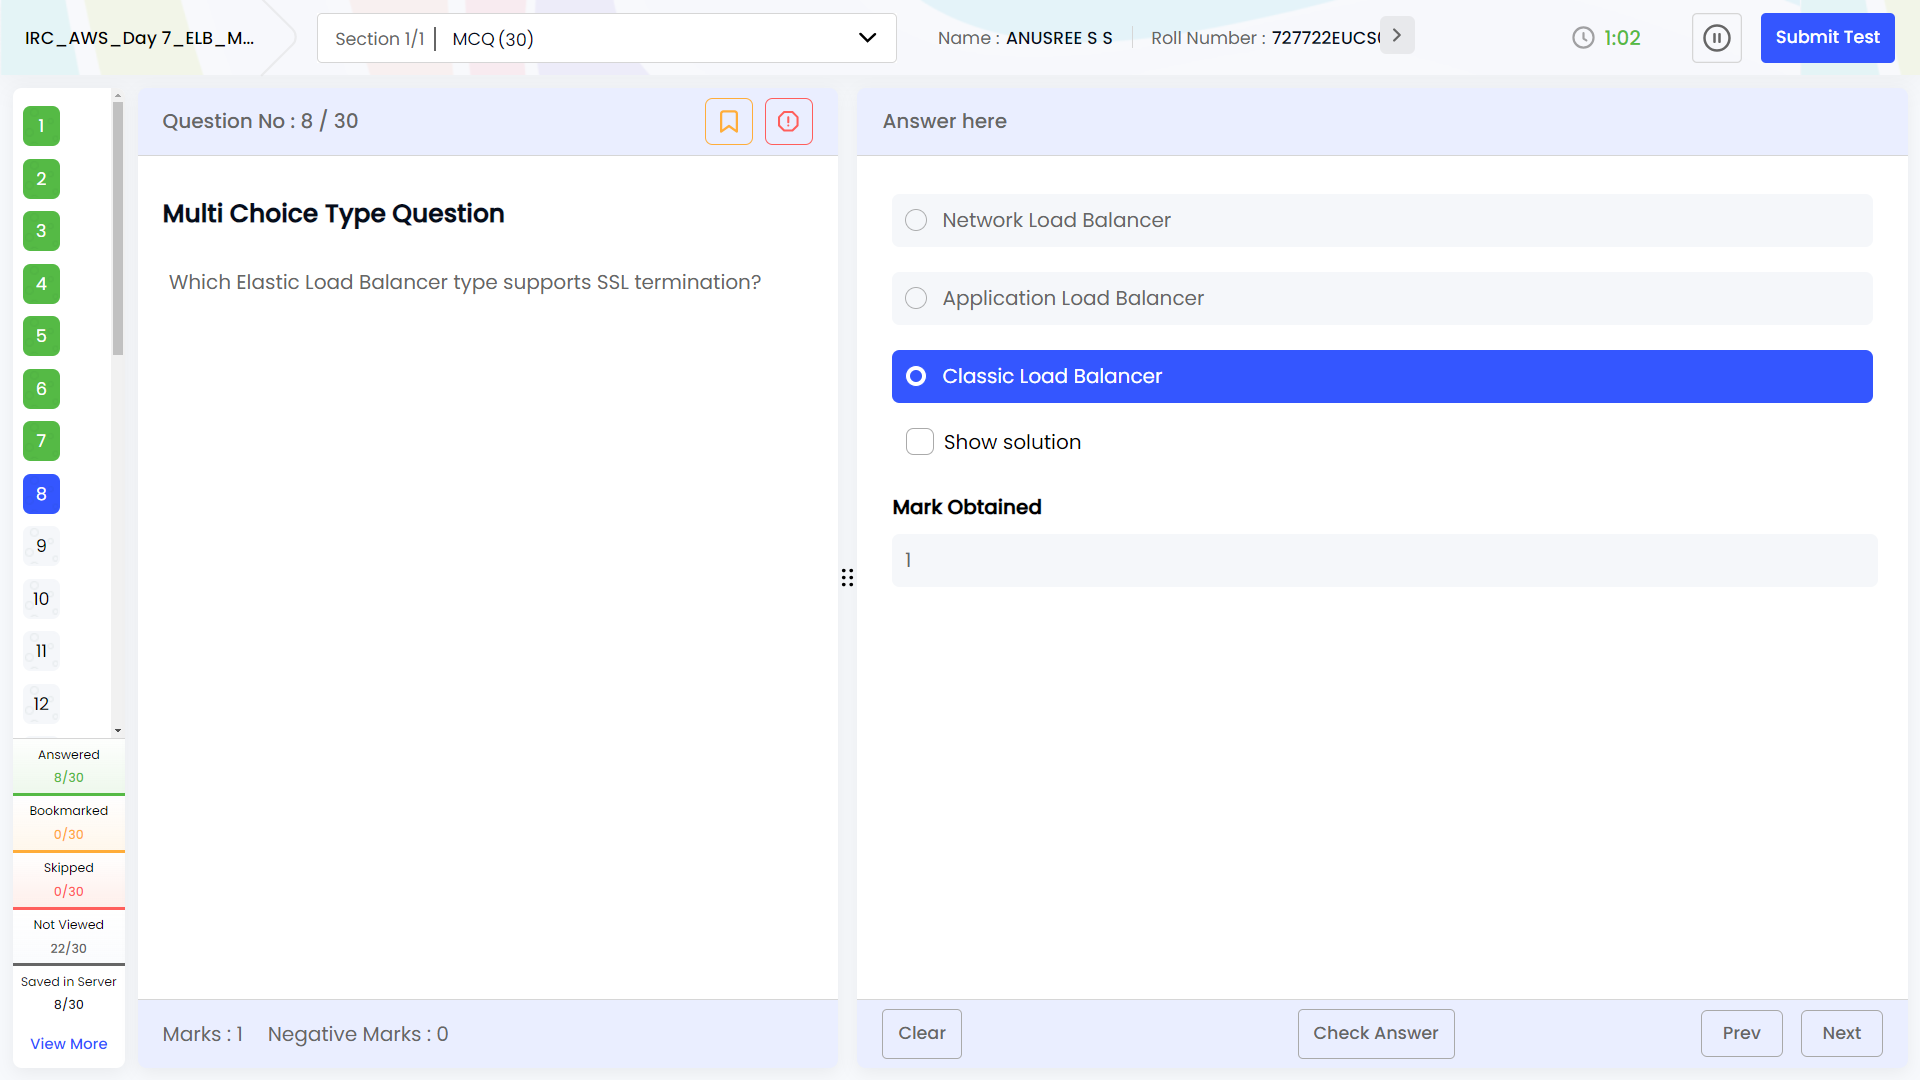 IRC_AWS_Day 7_ELB_M...
Section 1/1 | MCQ (30)
Name : ANUSREE S S
Roll Number : 727722EUCS
1:02
Submit Test
1
2
3
4
5
6
7
8
9
10
11
12
Answered
8/30
Bookmarked
0/30
Skipped
0/30
Not Viewed
22/30
Saved in Server
8/30
View More
Question No : 8 / 30
Multi Choice Type Question
Which Elastic Load Balancer type supports SSL termination?
Marks : 1 Negative Marks : 0
Answer here
Network Load Balancer
Application Load Balancer
Classic Load Balancer
Show solution
Mark Obtained
1
Clear
Check Answer
Prev
Next